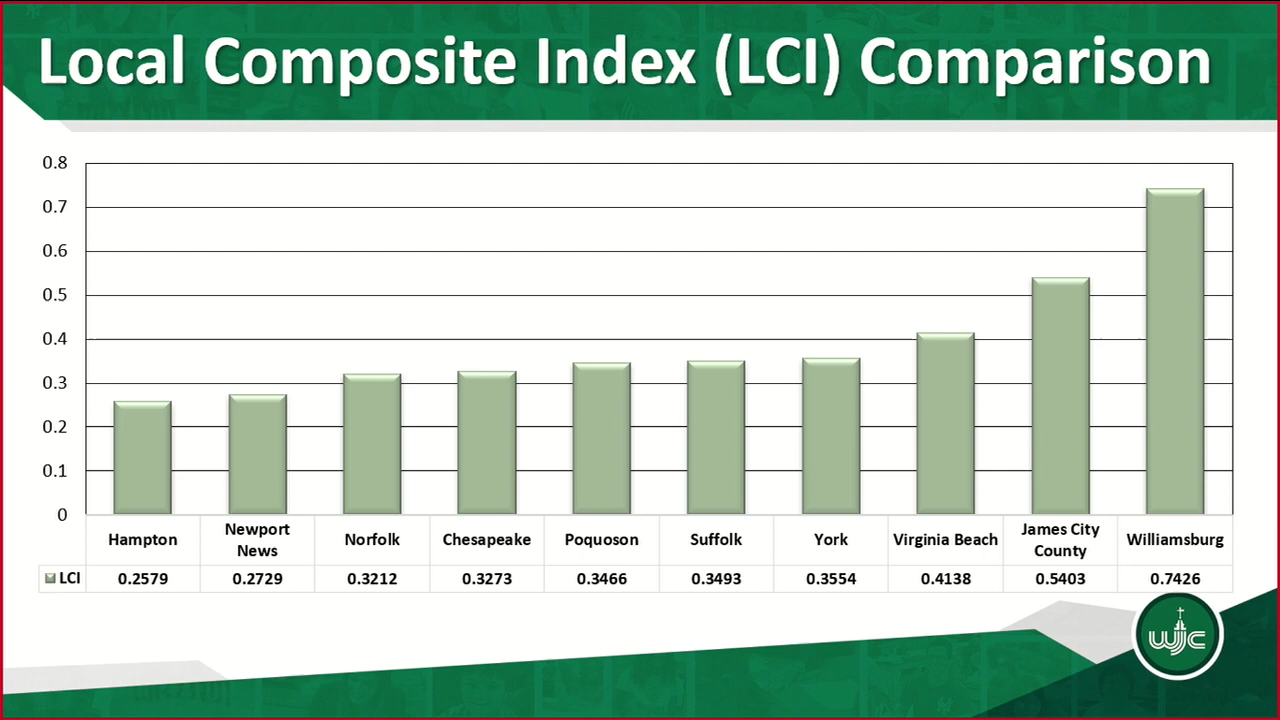 Local Composite Index (LCI) Comparison
0.8
0.7
0.6
0.5
0.4
0.3
0.2
0.1
0
Hampton
Newport
News
Norfolk
Chesapeake
Poquoson
Suffolk
York
Virginia Beach
James City
County
Williamsburg
LCI 0.2579 0.2729 0.3212 0.3273 0.3466 0.3493 0.3554 0.4138 0.5403 0.7426
WJC